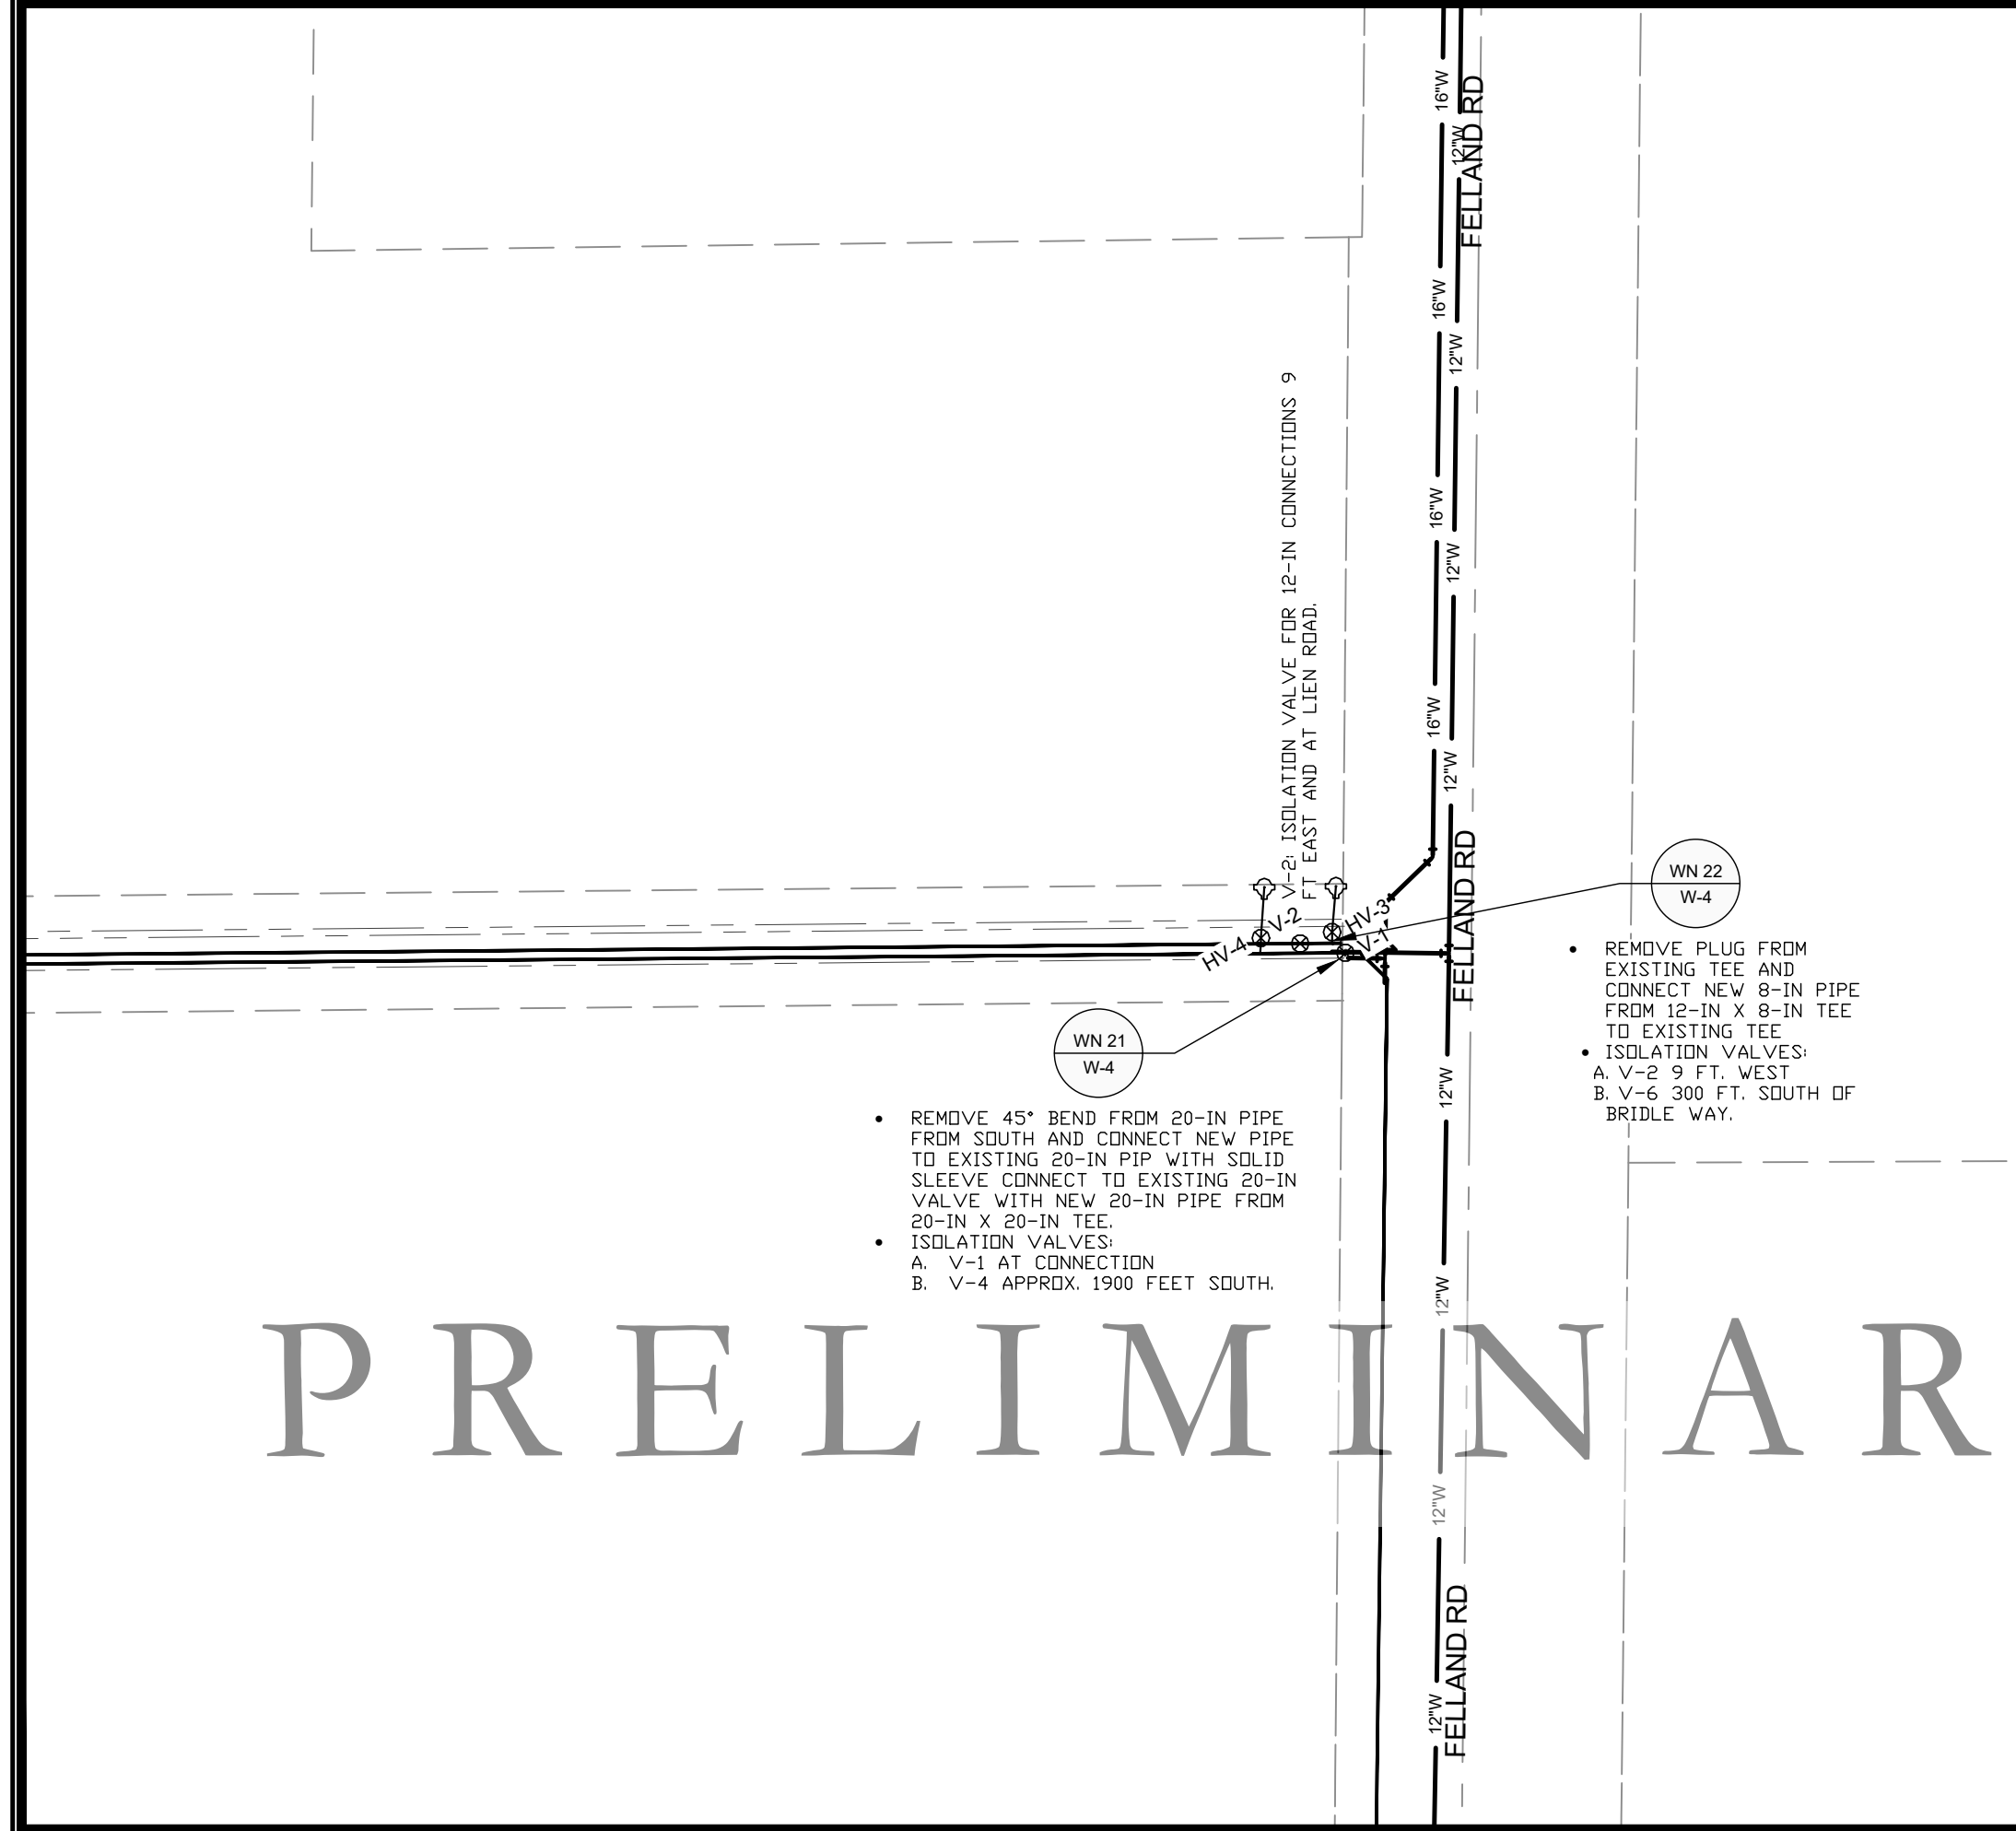 16"W
12"W
FELLAND RD
16"W
12"W
V-2: ISOLATION VALVE FOR 12-IN CONNECTIONS 9
FT EAST AND AT LIEN ROAD.
16"W
12"W
16"W
12"W
FELLAND RD
WN 22
W-4
HV-4
V-2
HV-3
V-1
• REMOVE PLUG FROM
EXISTING TEE AND
CONNECT NEW 8-IN PIPE
FROM 12-IN X 8-IN TEE
TO EXISTING TEE
• ISOLATION VALVES:
A. V-2 9 FT. WEST
B. V-6 300 FT. SOUTH OF
BRIDLE WAY.
WN 21
W-4
12"W
• REMOVE 45° BEND FROM 20-IN PIPE
FROM SOUTH AND CONNECT NEW PIPE
TO EXISTING 20-IN PIP WITH SOLID
SLEEVE CONNECT TO EXISTING 20-IN
VALVE WITH NEW 20-IN PIPE FROM
20-IN X 20-IN TEE.
• ISOLATION VALVES:
A. V-1 AT CONNECTION
B. V-4 APPROX. 1900 FEET SOUTH.
12"W
PRELIMINAR
12"W
FELLAND RD
12"W